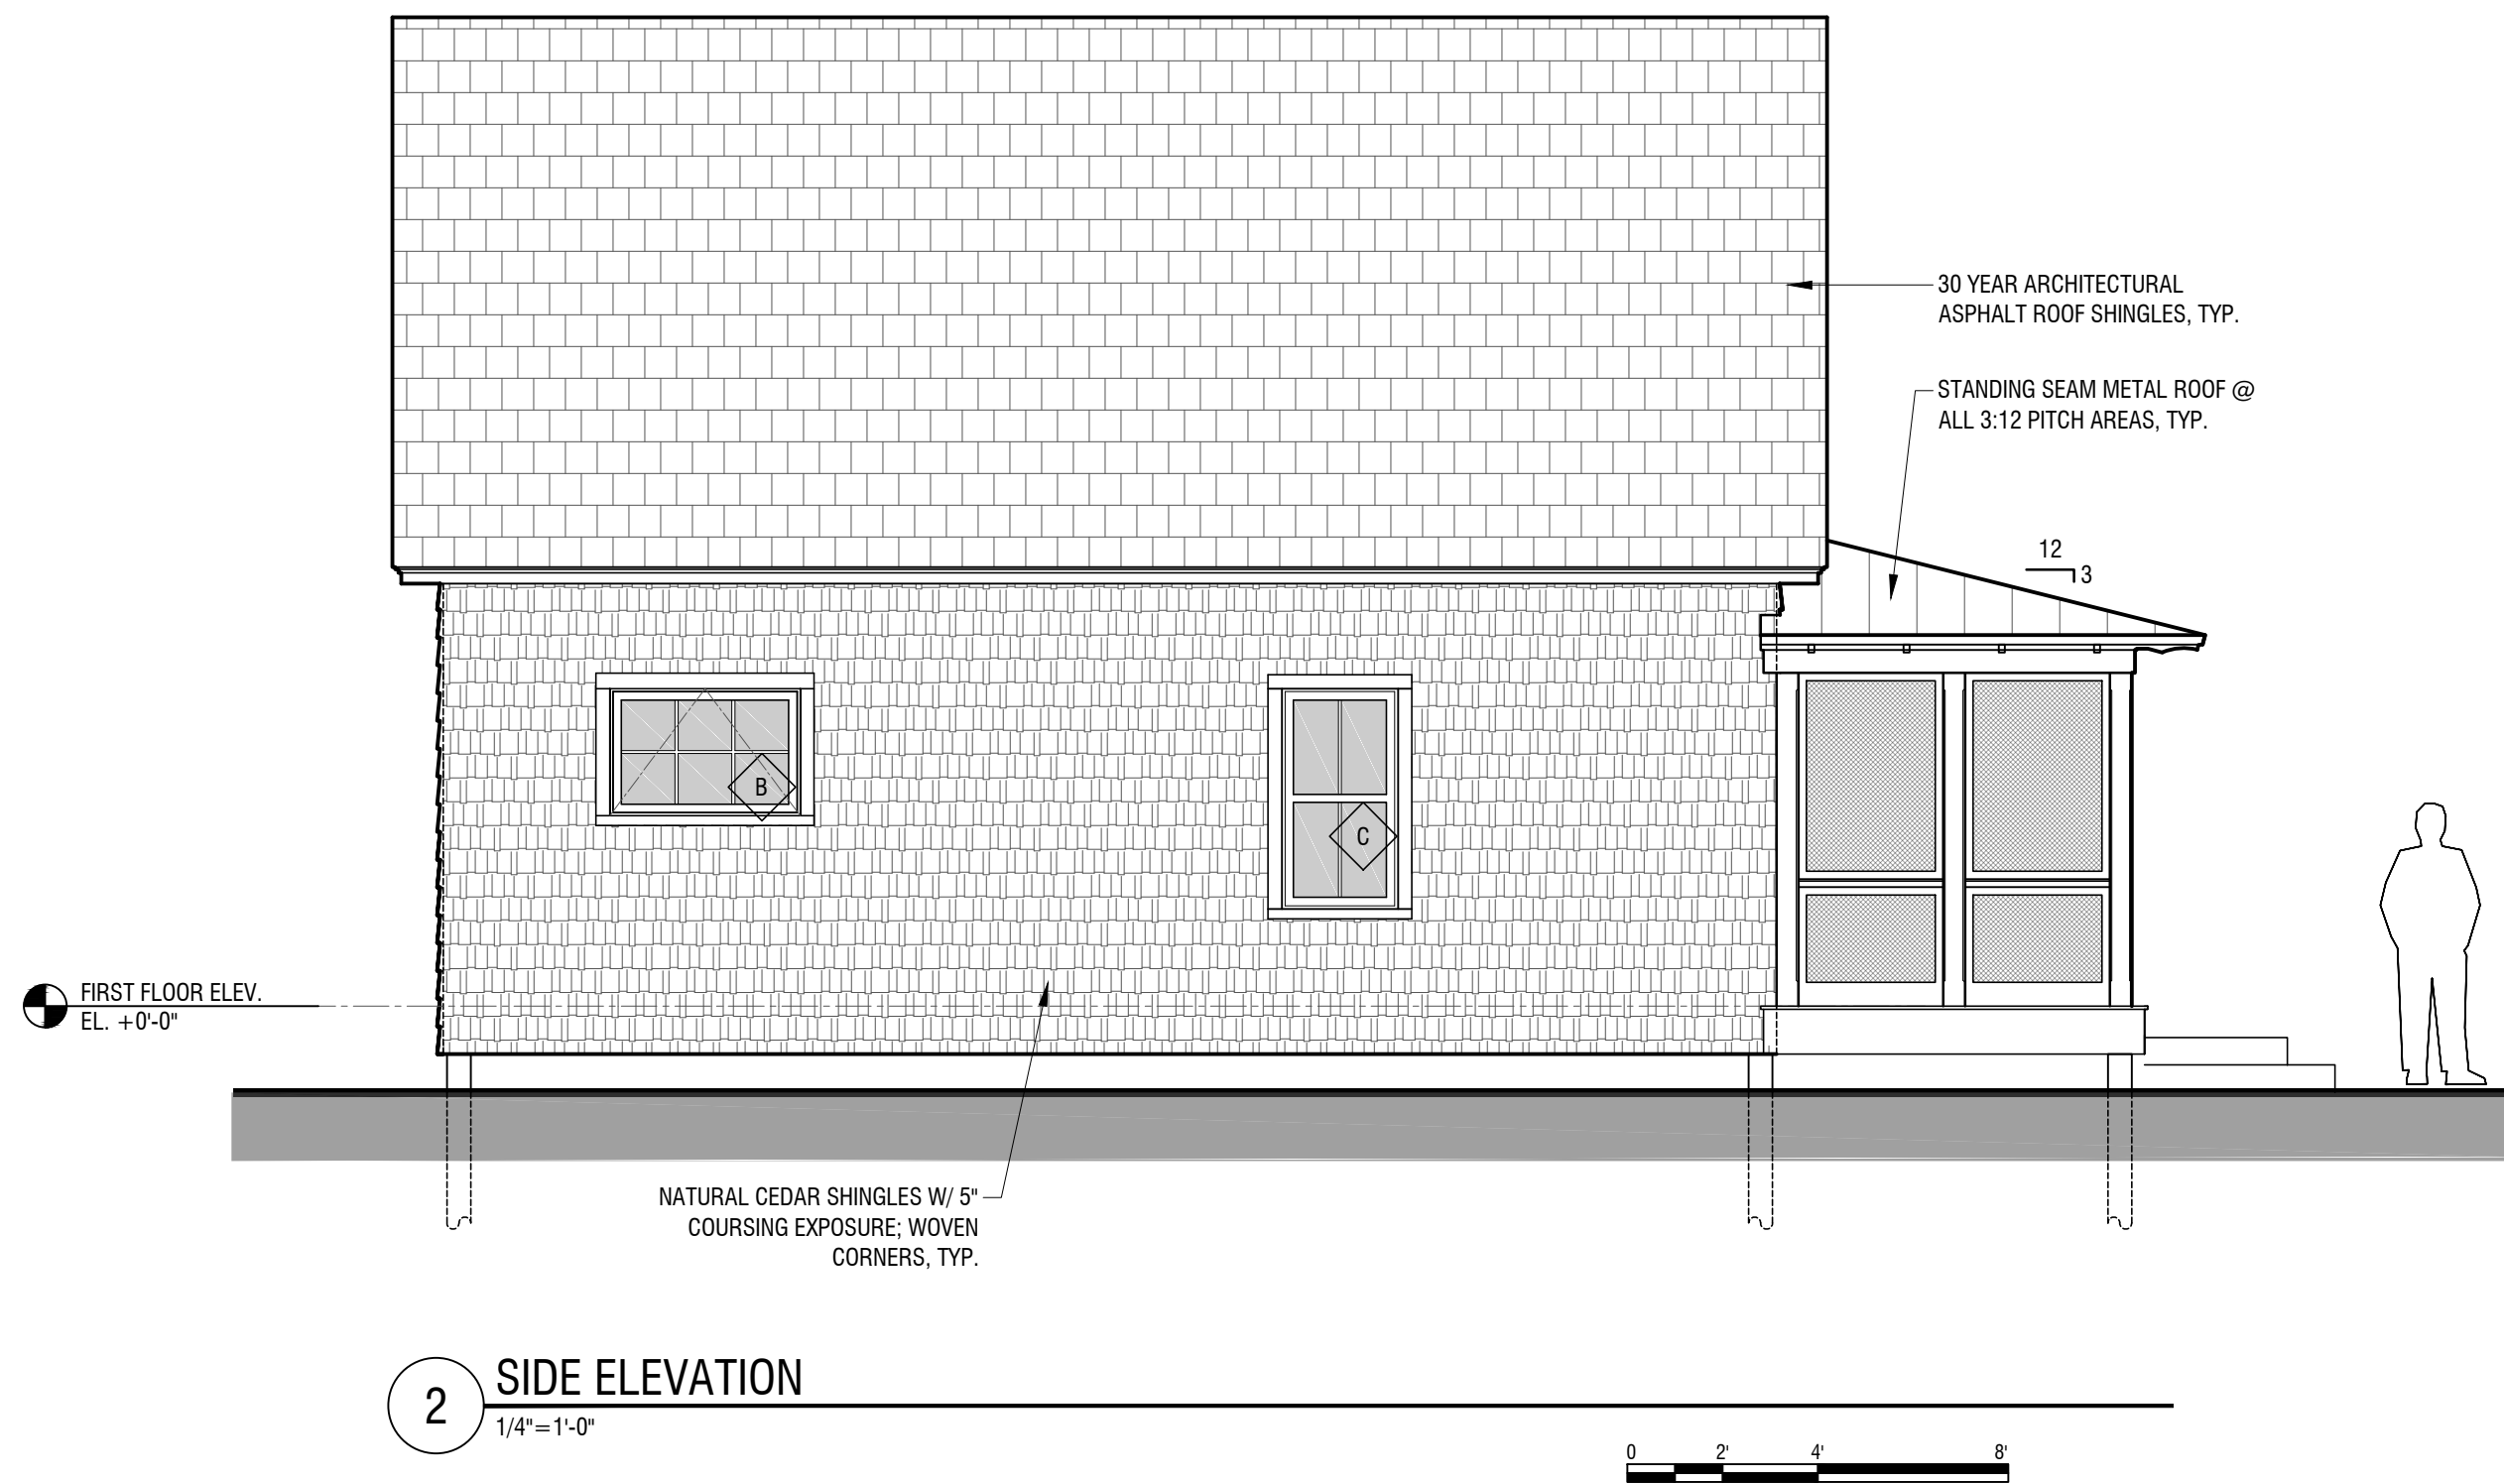 30 YEAR ARCHITECTURAL
ASPHALT ROOF SHINGLES, TYP.
STANDING SEAM METAL ROOF @
ALL 3:12 PITCH AREAS, TYP.
12
3
B
C
FIRST FLOOR ELEV.
EL. +0'-0"
NATURAL CEDAR SHINGLES W/ 5"
COURSING EXPOSURE; WOVEN
CORNERS, TYP.
2
SIDE ELEVATION
1/4"=1'-0"
0 2' 4' 8'